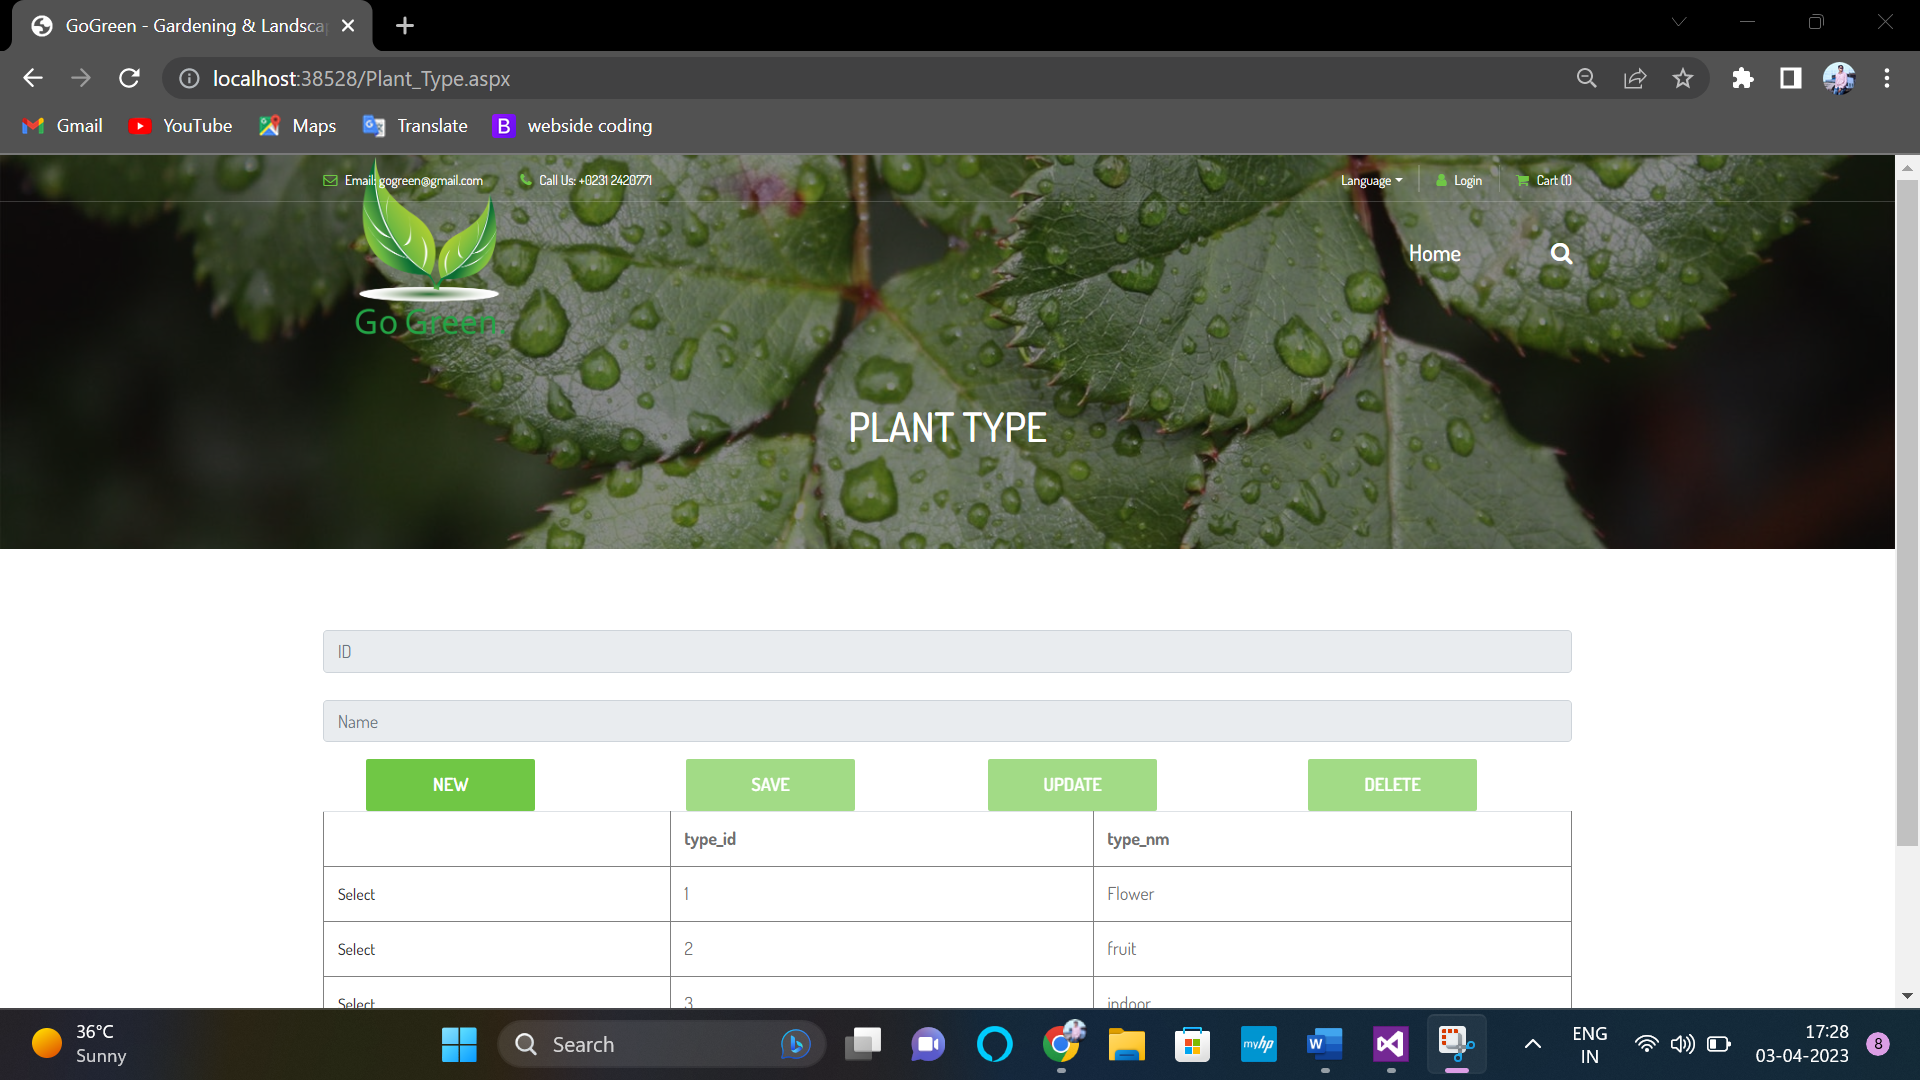 GoGreen - Gardening & Landsca
localhost:38528/Plant_Type.aspx
Gmail YouTube Maps Translate B webside coding
Email: gogreen@gmail.com Call Us: +0231 2420771 Language Login Cart (1)
Home
Go Green
PLANT TYPE
ID
Name
NEW SAVE UPDATE DELETE
type_id type_nm
Select 1 Flower
Select 2 fruit
Select 3 indoor
36°C
Sunny
Search
myhp
W
ENG
IN
17:28
03-04-2023
8